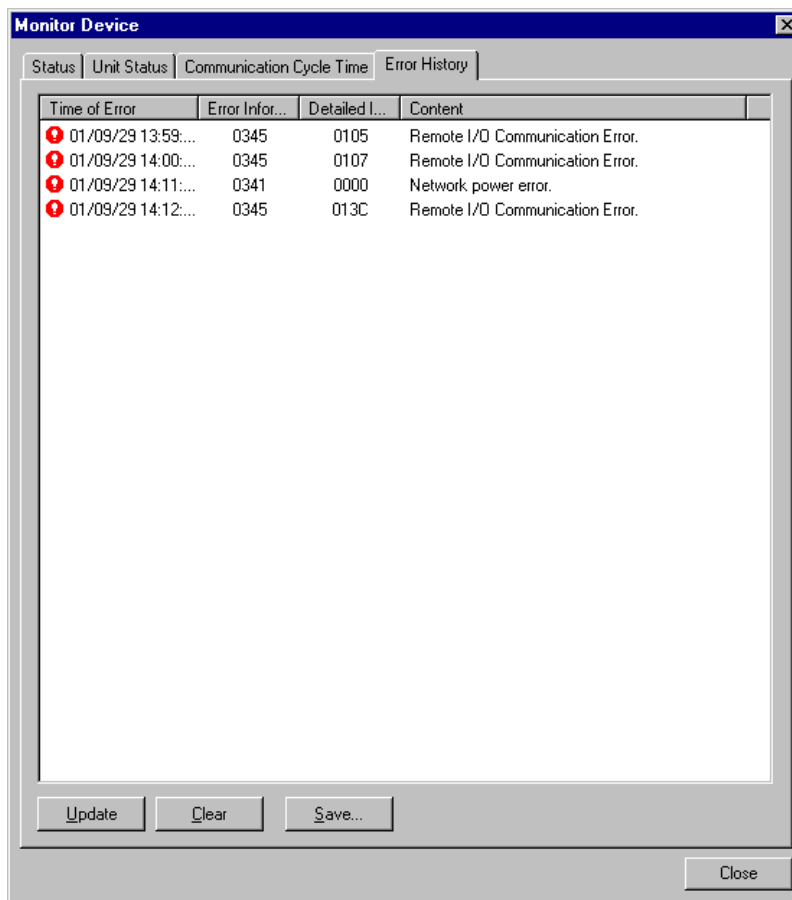 Monitor Device
Status Unit Status Communication Cycle Time Error History
Time of Error Error Infor... Detailed I... Content
01/09/29 13:59:... 0345 0105 Remote I/O Communication Error.
01/09/29 14:00:... 0345 0107 Remote I/O Communication Error.
01/09/29 14:11:... 0341 0000 Network power error.
01/09/29 14:12:... 0345 013C Remote I/O Communication Error.
Update Clear Save...
Close